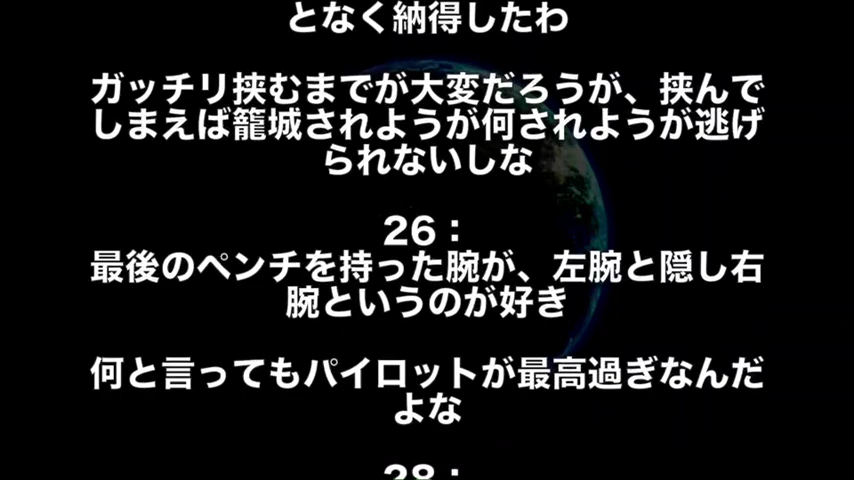 となく納得したわ
ガッチリ挟むまでが大変だろうが、挟んで
しまえば籠城されようが何されようが逃げ
られないしな
26：
最後のペンチを持った腕が、左腕と隠し右
腕というのが好き
何と言ってもパイロットが最高過ぎなんだ
よな
28：